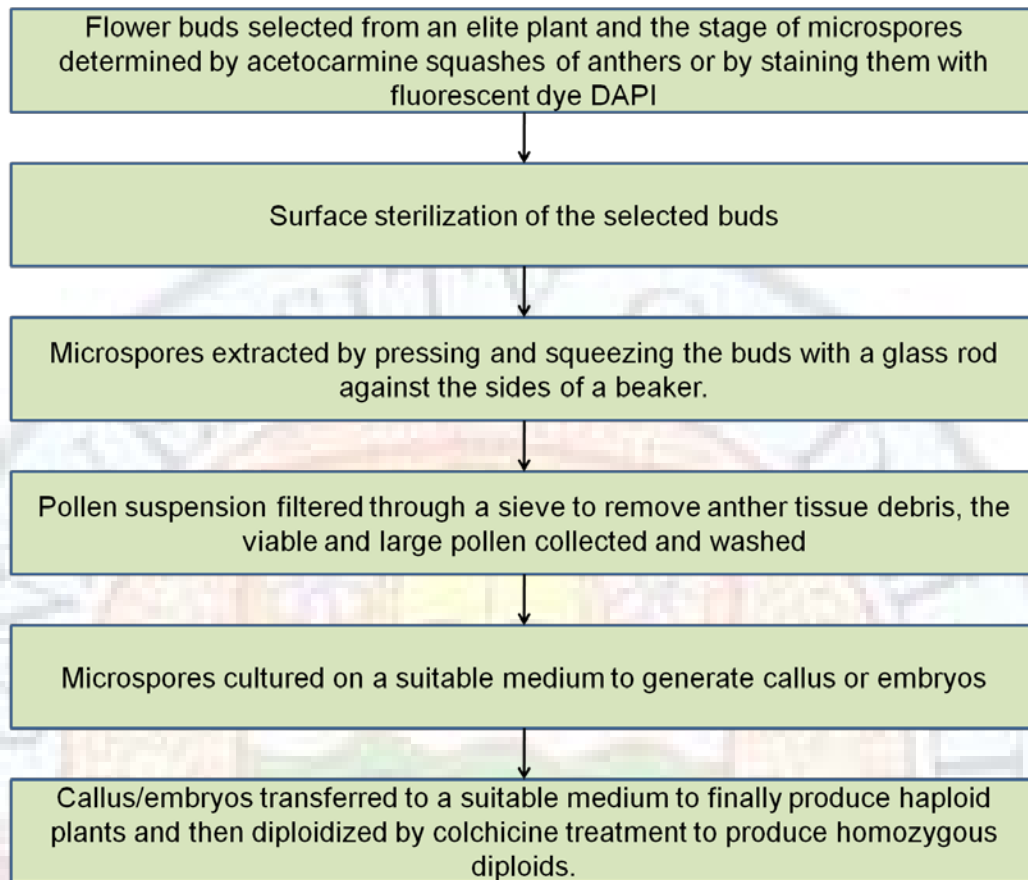 Flower buds selected from an elite plant and the stage of microspores
determined by acetocarmine squashes of anthers or by staining them with
fluorescent dye DAPI
Surface sterilization of the selected buds
Microspores extracted by pressing and squeezing the buds with a glass rod
against the sides of a beaker.
Pollen suspension filtered through a sieve to remove anther tissue debris, the
viable and large pollen collected and washed
Microspores cultured on a suitable medium to generate callus or embryos
Callus/embryos transferred to a suitable medium to finally produce haploid
plants and then diploidized by colchicine treatment to produce homozygous
diploids.